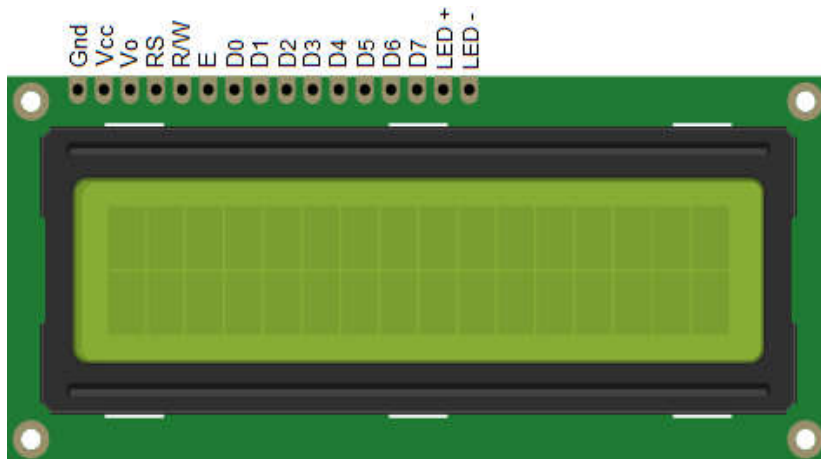 Gnd
Vcc
Vo
RS
R/W
E
D0
D1
D2
D3
D4
D5
D6
D7
LED +
LED -